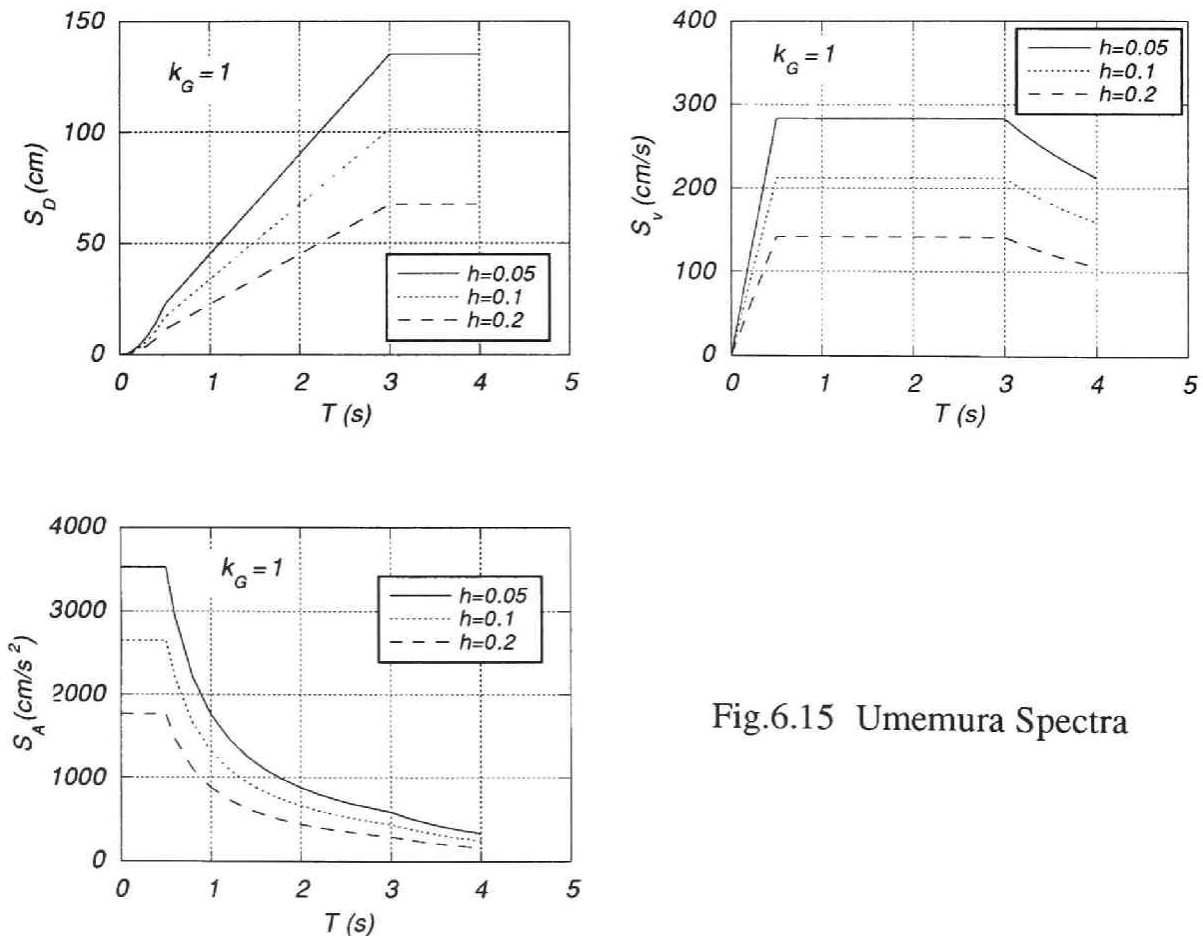 150
100
50
0
S_D (cm)
k_G = 1
h=0.05
h=0.1
h=0.2
0 1 2 3 4 5
T (s)
400
300
200
100
0
S_v (cm/s)
k_G = 1
h=0.05
h=0.1
h=0.2
0 1 2 3 4 5
T (s)
4000
3000
2000
1000
0
S_A (cm/s²)
k_G = 1
h=0.05
h=0.1
h=0.2
0 1 2 3 4 5
T (s)
Fig.6.15 Umemura Spectra